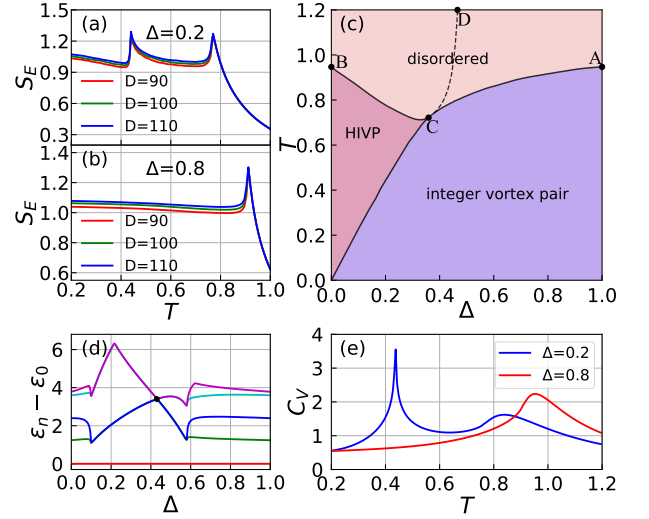 (a)
Δ=0.2
1.5
1.2
0.9
0.6
0.3
S_E
D=90
D=100
D=110
(b)
Δ=0.8
1.4
1.2
1.0
0.8
0.6
S_E
D=90
D=100
D=110
0.2 0.4 0.6 0.8 1.0
T
(c)
1.2
1.0
0.8
0.6
0.4
0.2
0.0
T
D
disordered
B
A
C
HIVP
integer vortex pair
0.0 0.2 0.4 0.6 0.8 1.0
Δ
(d)
8
6
4
2
0
εₙ − ε₀
0.0 0.2 0.4 0.6 0.8 1.0
Δ
(e)
4
3
2
1
0
C_V
Δ=0.2
Δ=0.8
0.2 0.4 0.6 0.8 1.0 1.2
T